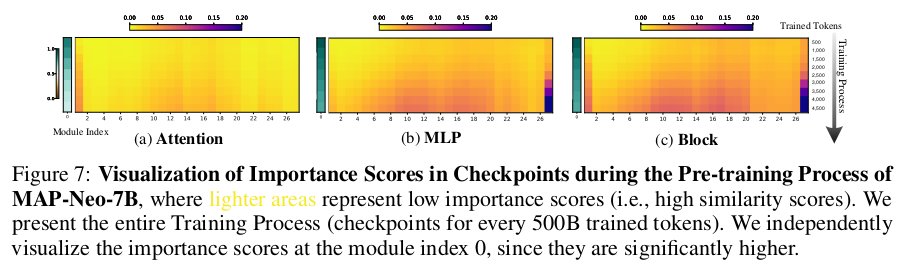 0.00 0.05 0.10 0.15 0.20
0.00 0.05 0.10 0.15 0.20
0.00 0.05 0.10 0.15 0.20
Trained Tokens
1.0
0.5
0.0
0
2 4 6 8 10 12 14 16 18 20 22 24 26
0
2 4 6 8 10 12 14 16 18 20 22 24 26
0
2 4 6 8 10 12 14 16 18 20 22 24 26
500
1,000
1,500
2,000
2,500
3,000
3,500
4,000
4,500
Training Process
Module Index
(a) Attention
(b) MLP
(c) Block
Figure 7: Visualization of Importance Scores in Checkpoints during the Pre-training Process of
MAP-Neo-7B, where lighter areas represent low importance scores (i.e., high similarity scores). We
present the entire Training Process (checkpoints for every 500B trained tokens). We independently
visualize the importance scores at the module index 0, since they are significantly higher.